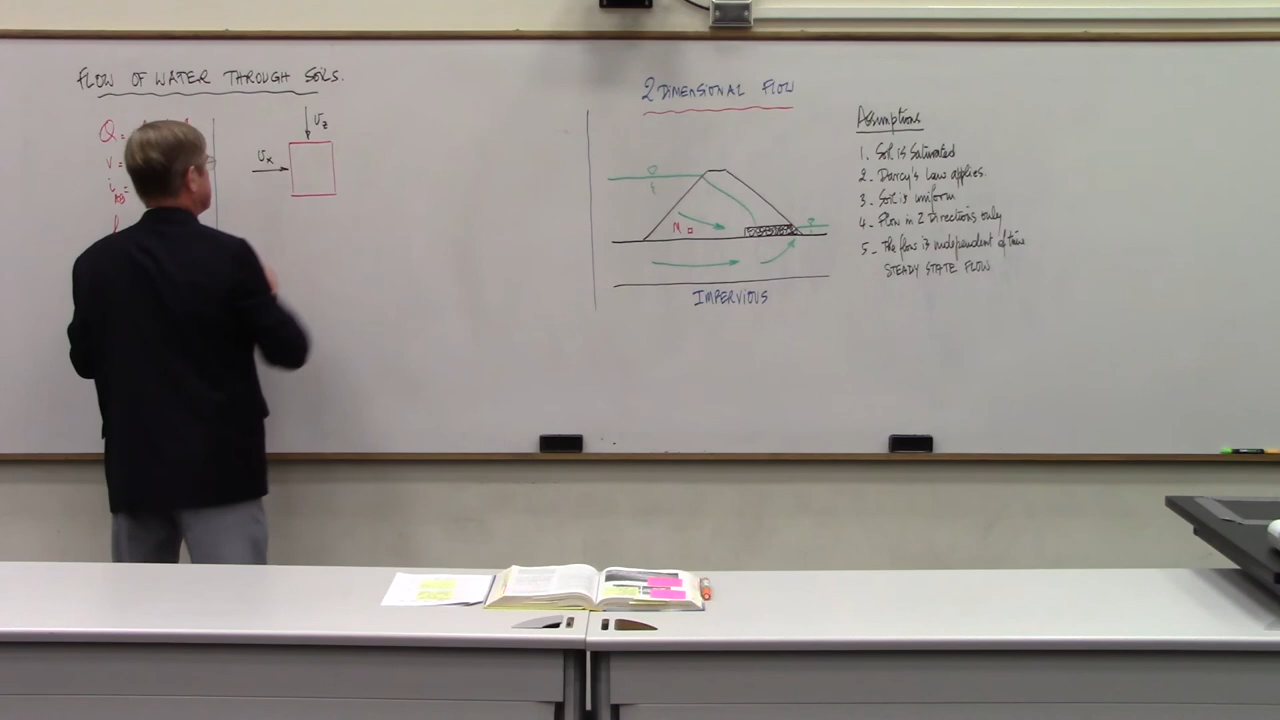 FLOW OF WATER THROUGH SOILS.
Q =
v =
i
vz
vx
2 DIMENSIONAL FLOW
M
IMPERVIOUS
Assumptions
1. Soil is Saturated
2. Darcy's Law applies.
3. Soil is uniform
4. Flow in 2 Directions only
5. The flow is independent of time
STEADY STATE FLOW